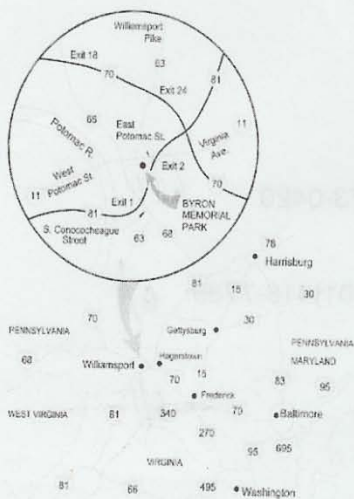 Williamsport
Pike
Exit 18
63
70
81
Exit 24
66
East
Potomac St.
11
Potomac R.
Virginia
Ave.
West
Potomac St.
1
Exit 2
11
Exit 1
70
81
BYRON
MEMORIAL
PARK
S. Conococheague
Street
63
68
78
Harrisburg
81
15
30
70
30
Gettysburg
PENNSYLVANIA
PENNSYLVANIA
68
Hagerstown
MARYLAND
Williamsport
15
70
83
95
Frederick
WEST VIRGINIA
81
340
70
Baltimore
270
95
695
VIRGINIA
81
66
495
Washington